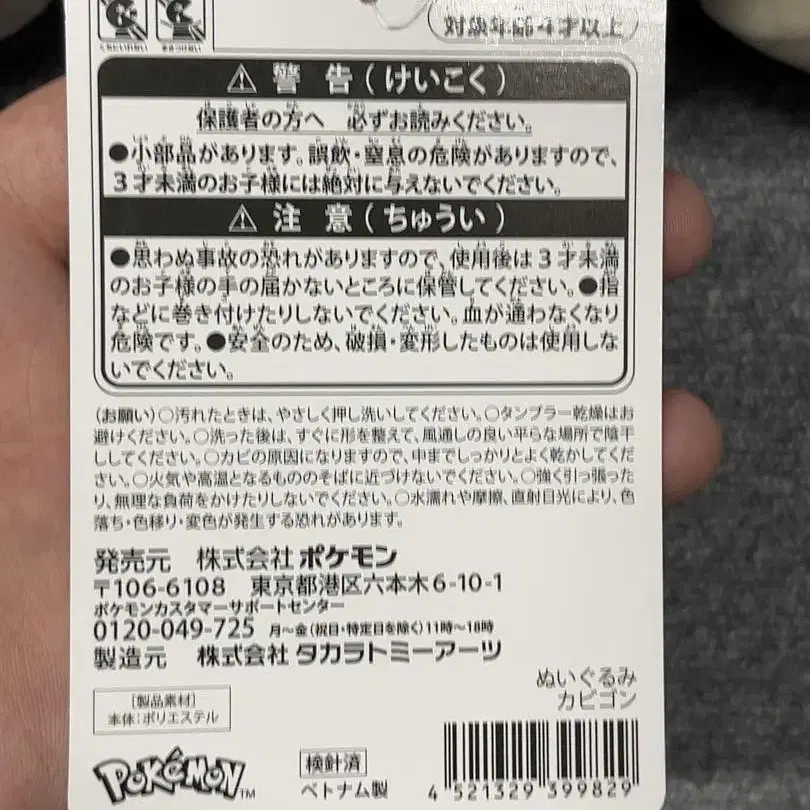 対象年齢4才以上
⚠ 警 告 (けいこく)
保護者の方へ 必ずお読みください。
●小部品があります。誤飲・窒息の危険がありますので、
3才未満のお子様には絶対に与えないでください。
⚠ 注 意 (ちゅうい)
●思わぬ事故の恐れがありますので、使用後は3才未満
のお子様の手の届かないところに保管してください。●指
などに巻き付けたりしないでください。血が通わなくなり
危険です。●安全のため、破損・変形したものは使用しな
いでください。
(お願い)○汚れたときは、やさしく押し洗いしてください。○タンブラー乾燥はお
避けください。○洗った後は、すぐに形を整えて、風通しの良い平らな場所で陰干
ししてください。○カビの原因になりますので、中までしっかりとよく乾かしてくだ
さい。○火気や高温となるもののそばに近づけないでください。○強く引っ張った
り、無理な負荷をかけたりしないでください。○水濡れや摩擦、直射日光により、色
落ち・色移り・変色が発生する恐れがあります。
発売元 株式会社ポケモン
〒106-6108 東京都港区六本木6-10-1
ポケモンカスタマーサポートセンター
0120-049-725 月~金(祝日・特定日を除く)11時~18時
製造元 株式会社タカラトミーアーツ
ぬいぐるみ
カビゴン
[製品素材]
本体:ポリエステル
POKéMON™
検針済
ベトナム製
4 521329 399829